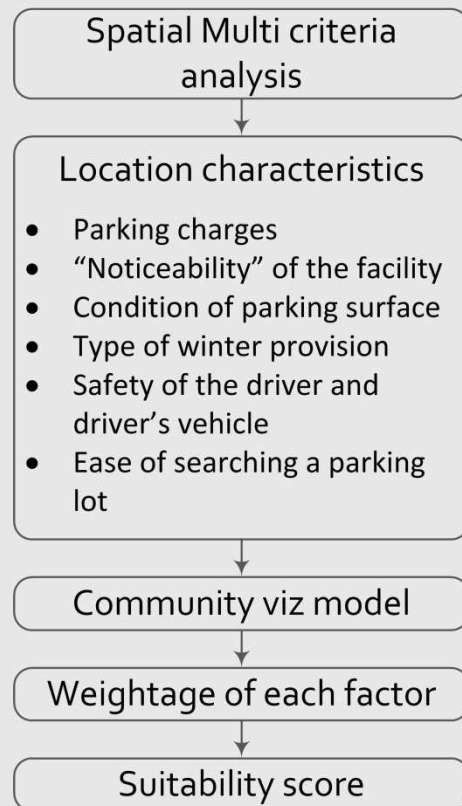 Spatial Multi criteria
analysis
Location characteristics
• Parking charges
• “Noticeability” of the facility
• Condition of parking surface
• Type of winter provision
• Safety of the driver and
driver’s vehicle
• Ease of searching a parking
lot
Community viz model
Weightage of each factor
Suitability score